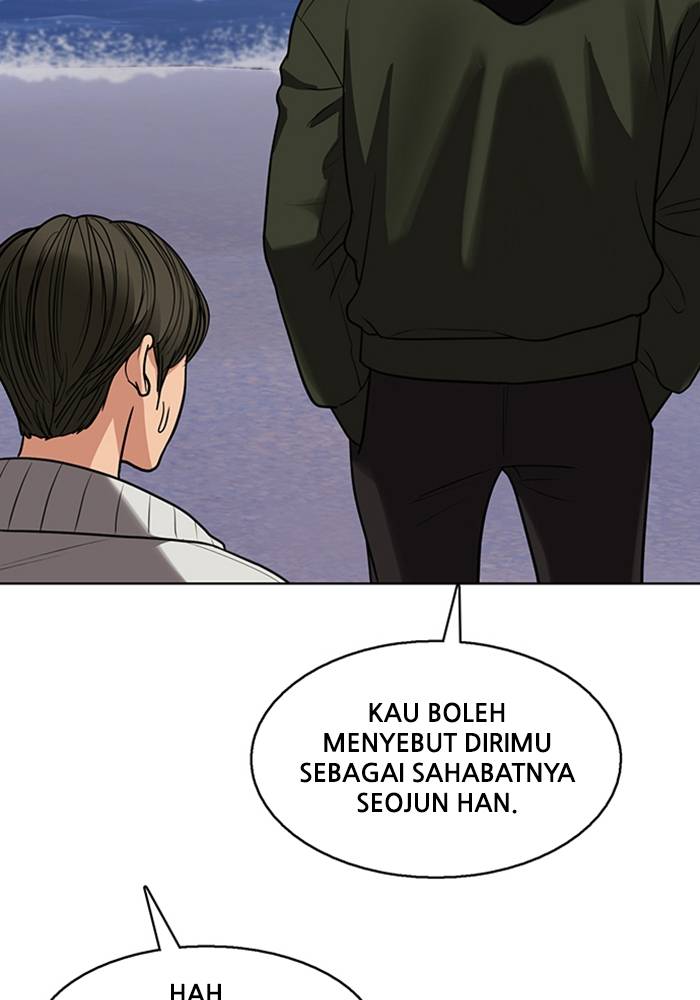 KAU BOLEH
MENYEBUT DIRIMU
SEBAGAI SAHABATNYA
SEOJUN HAN.
HAH